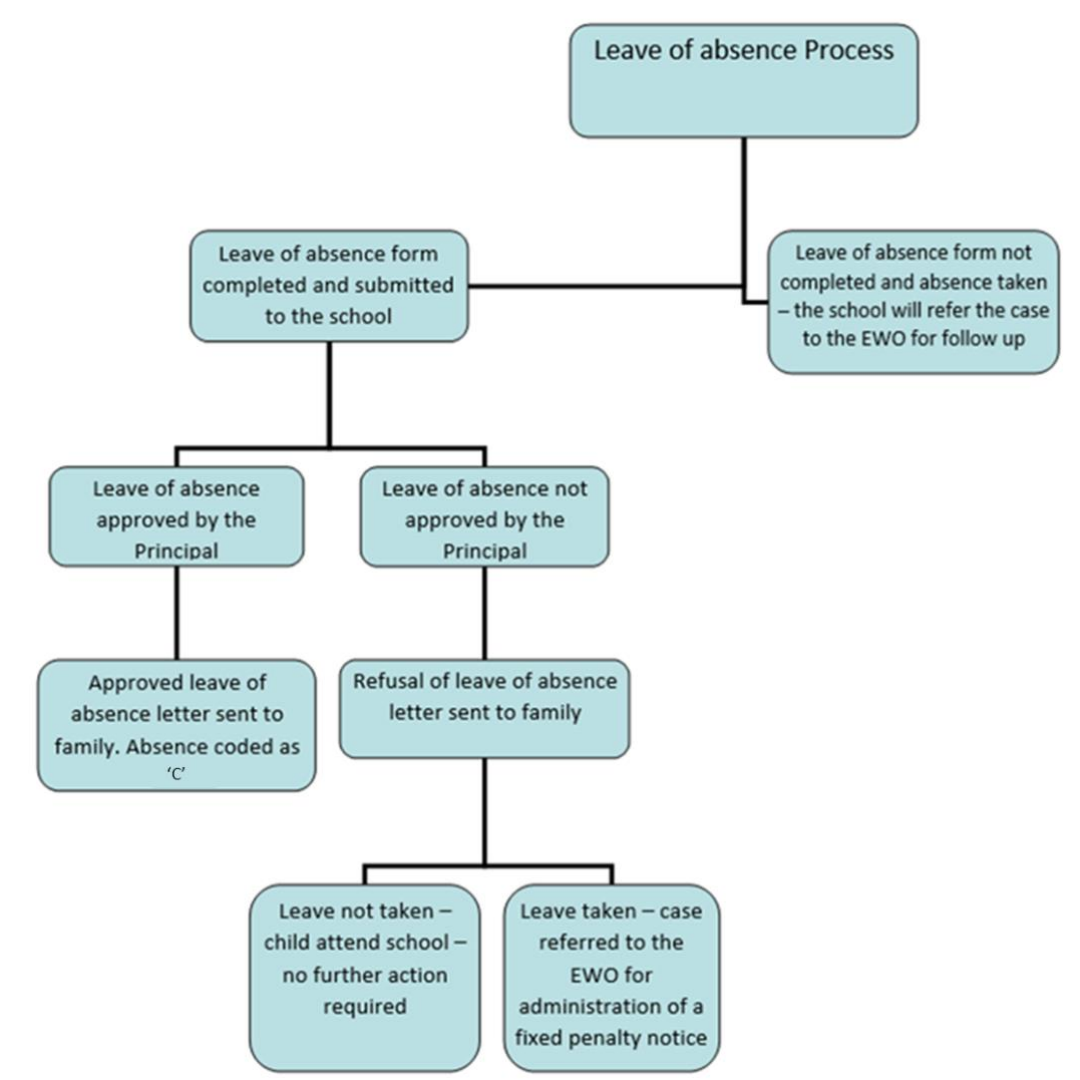 Leave of absence Process
Leave of absence form
completed and submitted
to the school
Leave of absence form not
completed and absence taken
– the school will refer the case
to the EWO for follow up
Leave of absence
approved by the
Principal
Leave of absence not
approved by the
Principal
Approved leave of
absence letter sent to
family. Absence coded as
‘C’
Refusal of leave of absence
letter sent to family
Leave not taken –
child attend school –
no further action
required
Leave taken – case
referred to the
EWO for
administration of a
fixed penalty notice